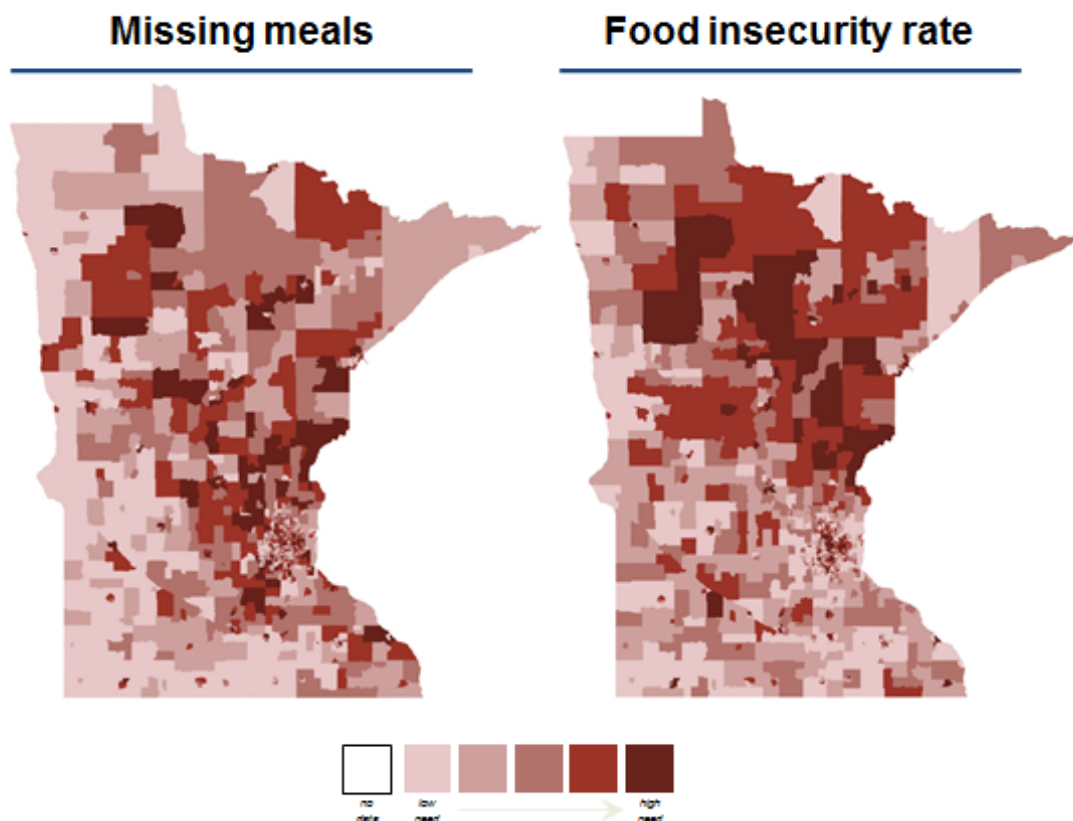 Missing meals
Food insecurity rate
no
data
low
need
high
need